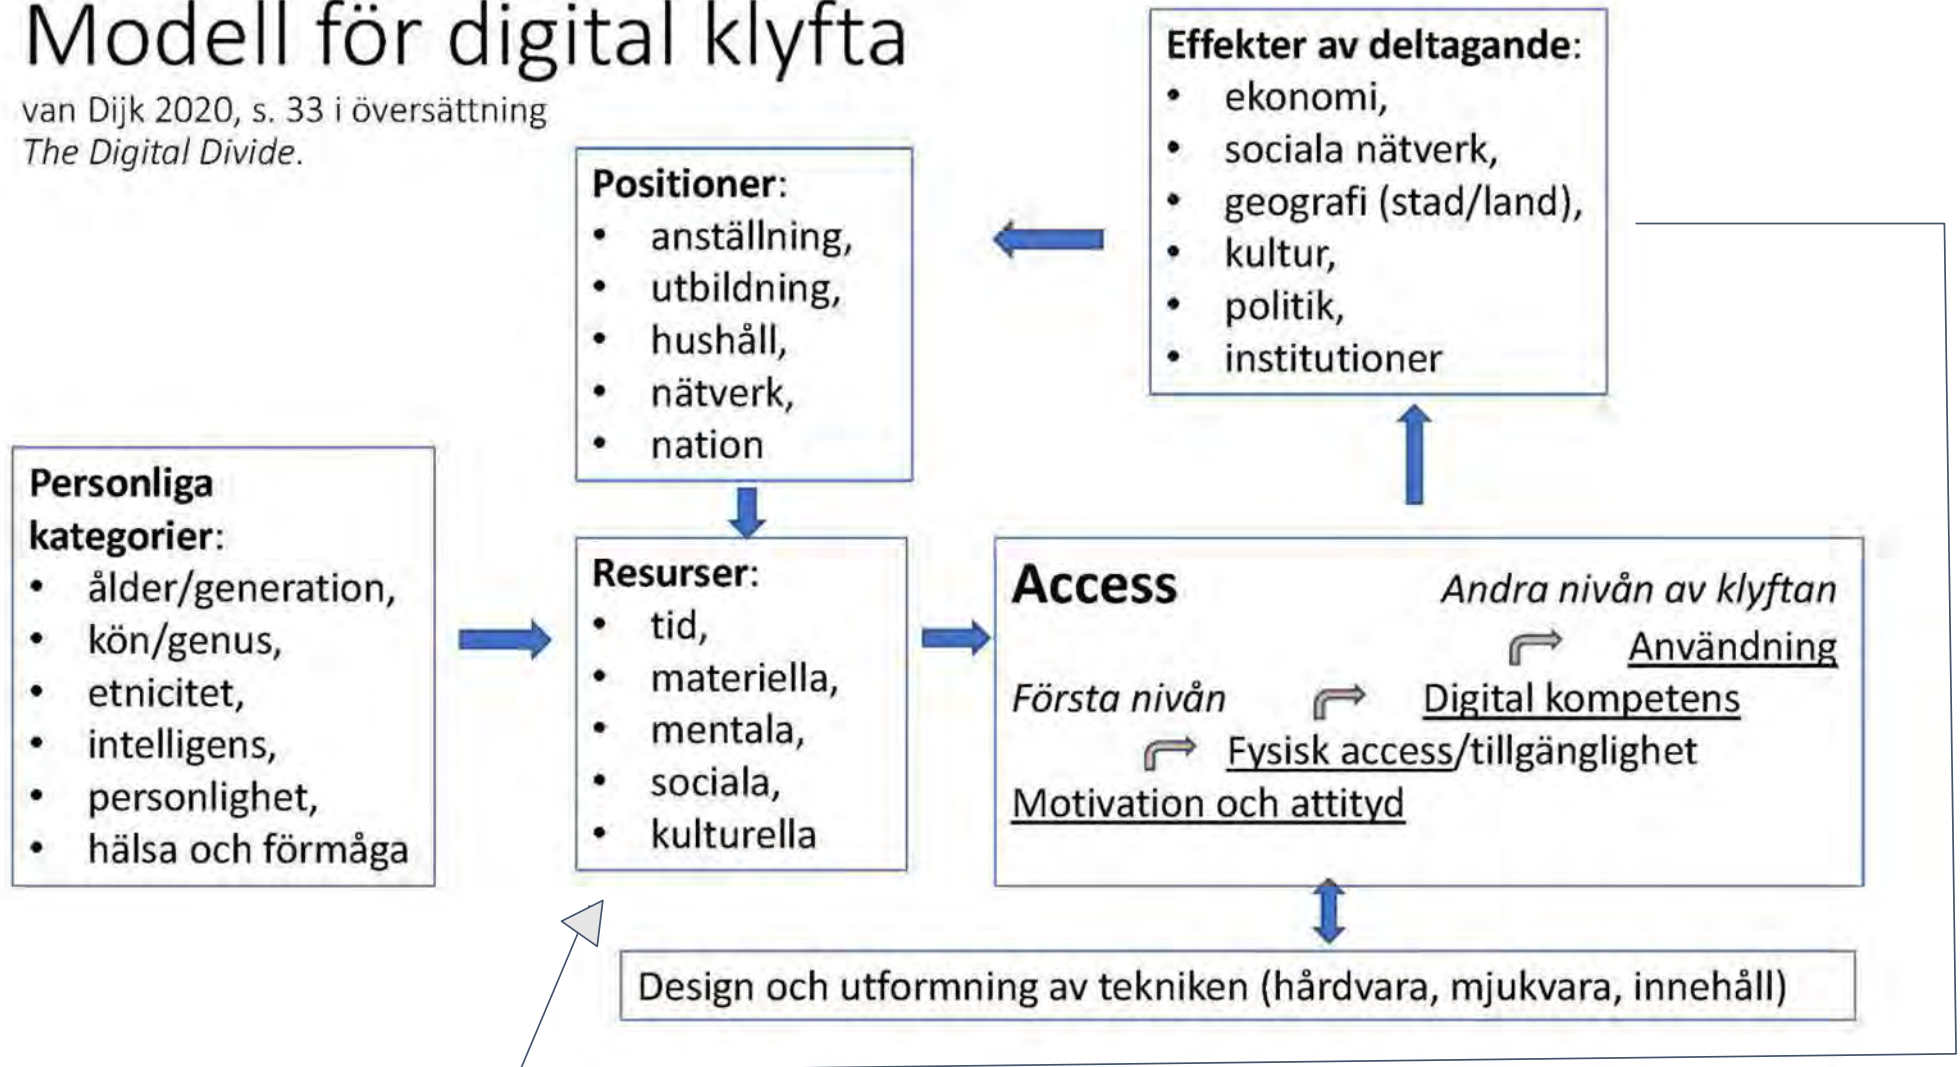 Modell för digital klyfta
van Dijk 2020, s. 33 i översättning
The Digital Divide.
Effekter av deltagande:
• ekonomi,
• sociala nätverk,
• geografi (stad/land),
• kultur,
• politik,
• institutioner
Positioner:
• anställning,
• utbildning,
• hushåll,
• nätverk,
• nation
Personliga
kategorier:
• ålder/generation,
• kön/genus,
• etnicitet,
• intelligens,
• personlighet,
• hälsa och förmåga
Resurser:
• tid,
• materiella,
• mentala,
• sociala,
• kulturella
Access
Andra nivån av klyftan
Användning
Första nivån
Digital kompetens
Fysisk access/tillgänglighet
Motivation och attityd
Design och utformning av tekniken (hårdvara, mjukvara, innehåll)